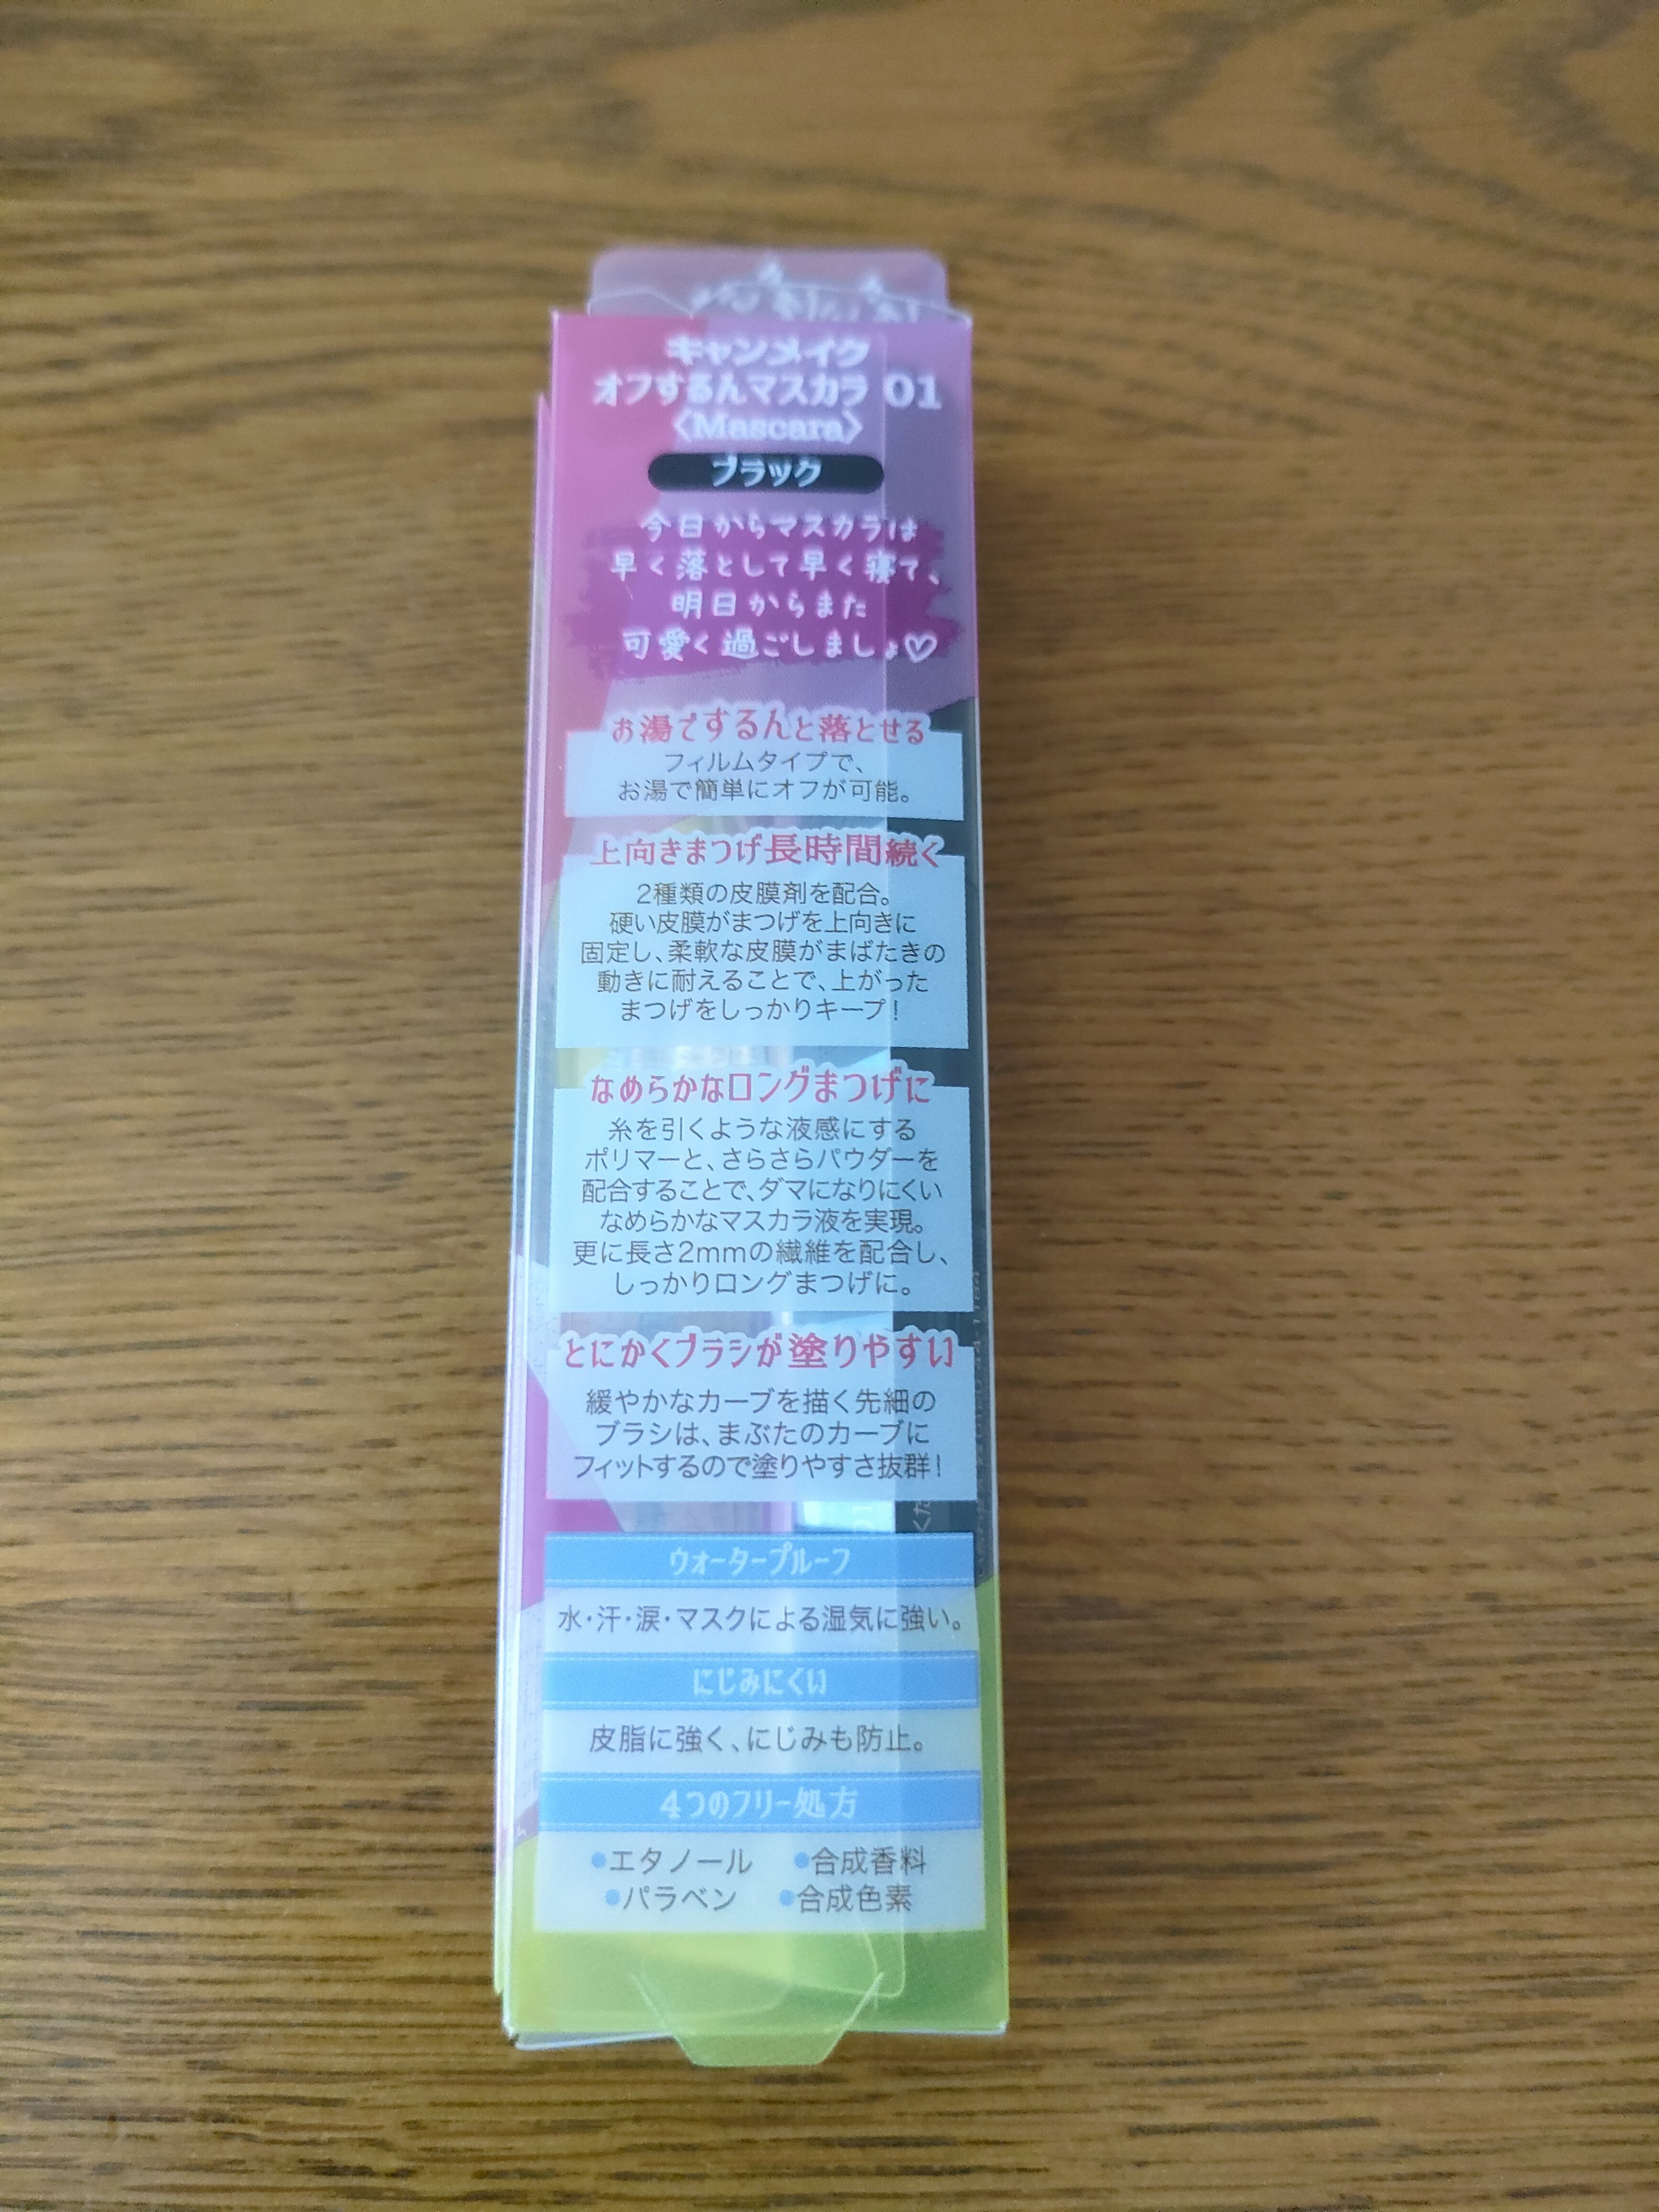 キャンメイク
オフするんマスカラ 01
〈Mascara〉
ブラック
今日からマスカラは
早く落として早く寝て、
明日からまた
可愛く過ごしましょ♡
お湯でするんと落とせる
フィルムタイプで、
お湯で簡単にオフが可能。
上向きまつげ長時間続く
2種類の皮膜剤を配合。
硬い皮膜がまつげを上向きに
固定し、柔軟な皮膜がまばたきの
動きに耐えることで、上がった
まつげをしっかりキープ!
なめらかなロングまつげに
糸を引くような液感にする
ポリマーと、さらさらパウダーを
配合することで、ダマになりにくい
なめらかなマスカラ液を実現。
更に長さ2mmの繊維を配合し、
しっかりロングまつげに。
とにかくブラシが塗りやすい
緩やかなカーブを描く先細の
ブラシは、まぶたのカーブに
フィットするので塗りやすさ抜群!
ウォータープルーフ
水・汗・涙・マスクによる湿気に強い。
にじみにくい
皮脂に強く、にじみも防止。
4つのフリー処方
●エタノール ●合成香料
●パラベン ●合成色素